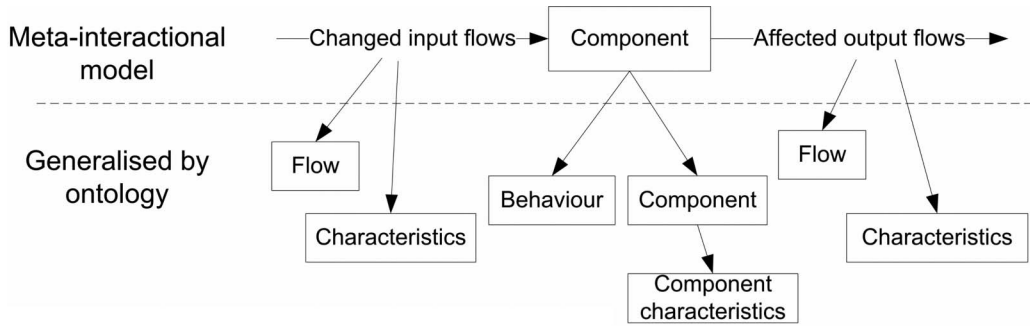 Meta-interactional
model
Changed input flows
Component
Affected output flows
Generalised by
ontology
Flow
Characteristics
Behaviour
Component
Component
characteristics
Flow
Characteristics